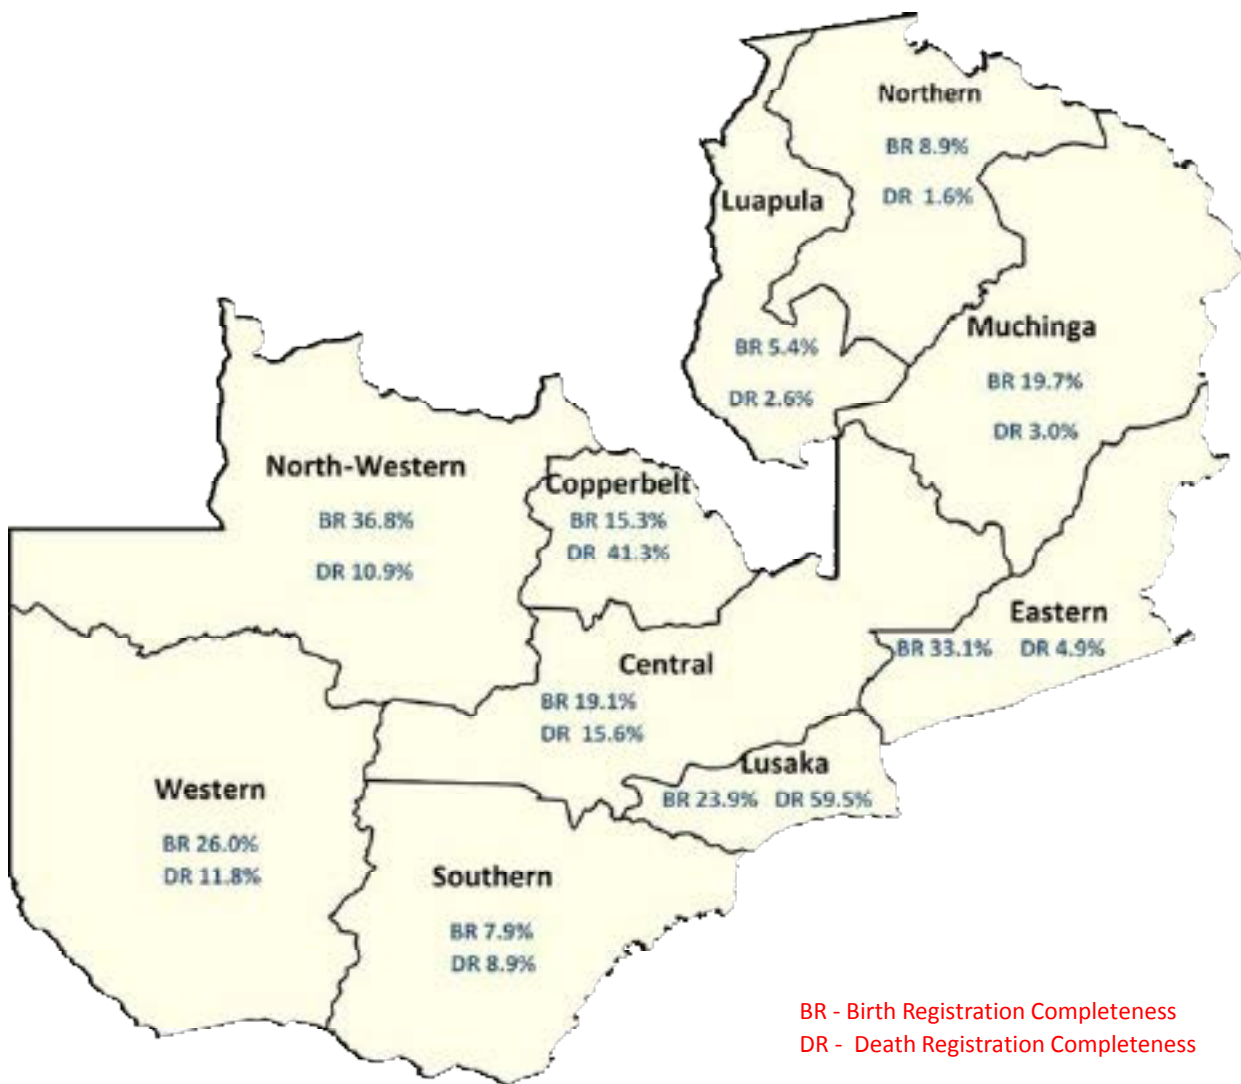 Northern
BR 8.9%
DR 1.6%
Luapula
BR 5.4%
DR 2.6%
Muchinga
BR 19.7%
DR 3.0%
North-Western
BR 36.8%
DR 10.9%
Copperbelt
BR 15.3%
DR 41.3%
Eastern
BR 33.1% DR 4.9%
Central
BR 19.1%
DR 15.6%
Lusaka
BR 23.9% DR 59.5%
Western
BR 26.0%
DR 11.8%
Southern
BR 7.9%
DR 8.9%
BR - Birth Registration Completeness
DR - Death Registration Completeness